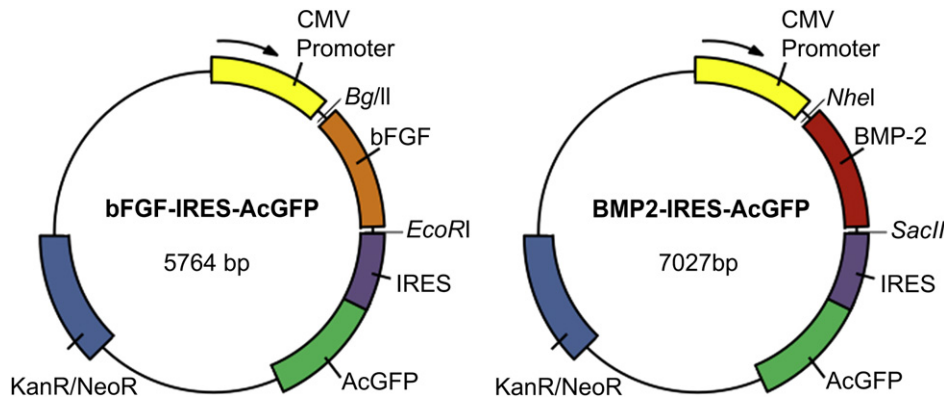 CMV
Promoter
BglII
bFGF
bFGF-IRES-AcGFP
EcoRI
5764 bp
IRES
KanR/NeoR
AcGFP
CMV
Promoter
NheI
BMP-2
BMP2-IRES-AcGFP
SacII
7027bp
IRES
KanR/NeoR
AcGFP